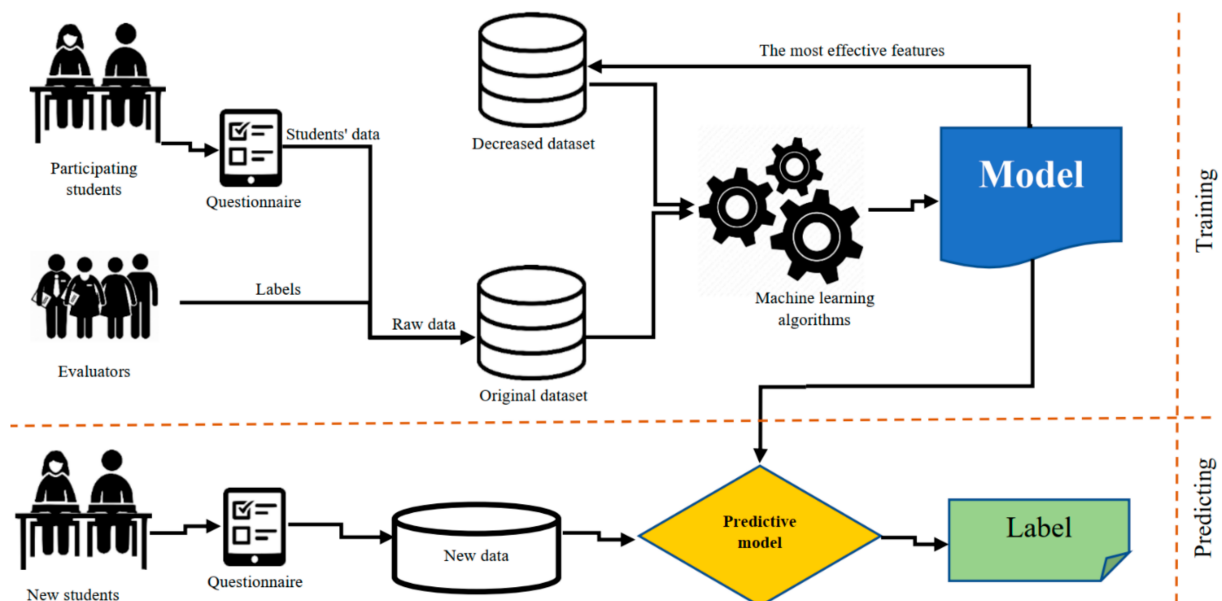 The most effective features
Students' data
Decreased dataset
Participating
students
Questionnaire
Model
Training
Labels
Raw data
Machine learning
algorithms
Evaluators
Original dataset
Predicting
Predictive
model
Label
New data
Questionnaire
New students